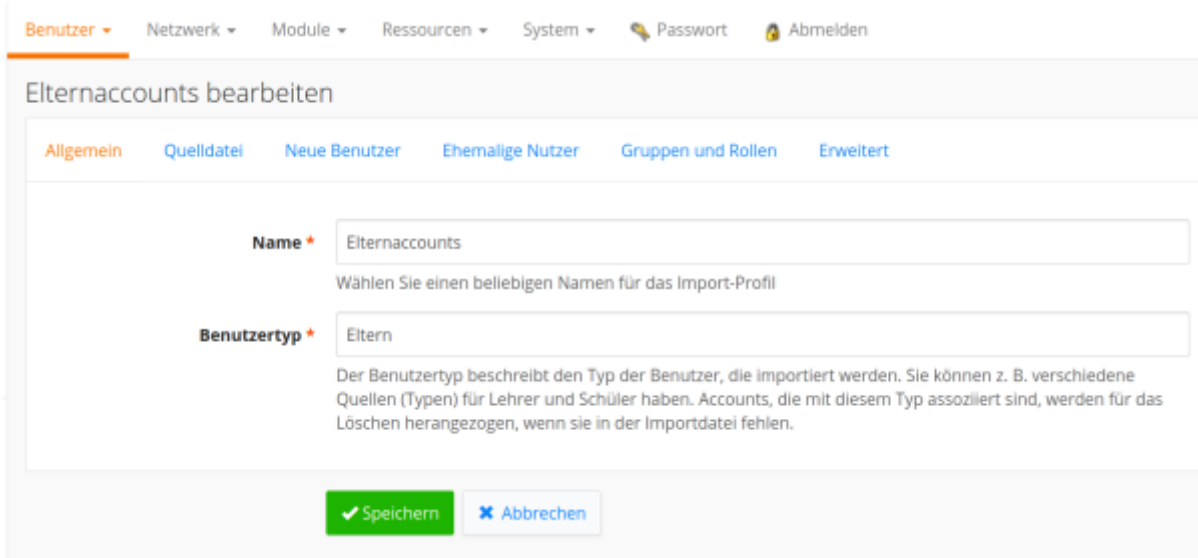 Benutzer Netzwerk Module Ressourcen System Passwort Abmelden
Elternaccounts bearbeiten
Allgemein Quelldatei Neue Benutzer Ehemalige Nutzer Gruppen und Rollen Erweitert
Name * Elternaccounts
Wählen Sie einen beliebigen Namen für das Import-Profil
Benutzertyp * Eltern
Der Benutzertyp beschreibt den Typ der Benutzer, die importiert werden. Sie können z. B. verschiedene
Quellen (Typen) für Lehrer und Schüler haben. Accounts, die mit diesem Typ assoziiert sind, werden für das
Löschen herangezogen, wenn sie in der Importdatei fehlen.
Speichern Abbrechen